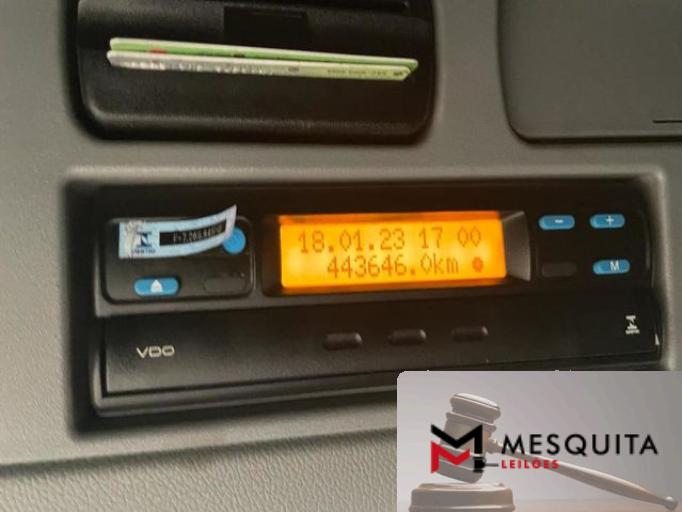 18.01.23 17 00
443646.0km
-
+
M
VDO
MESQUITA
LEILÕES